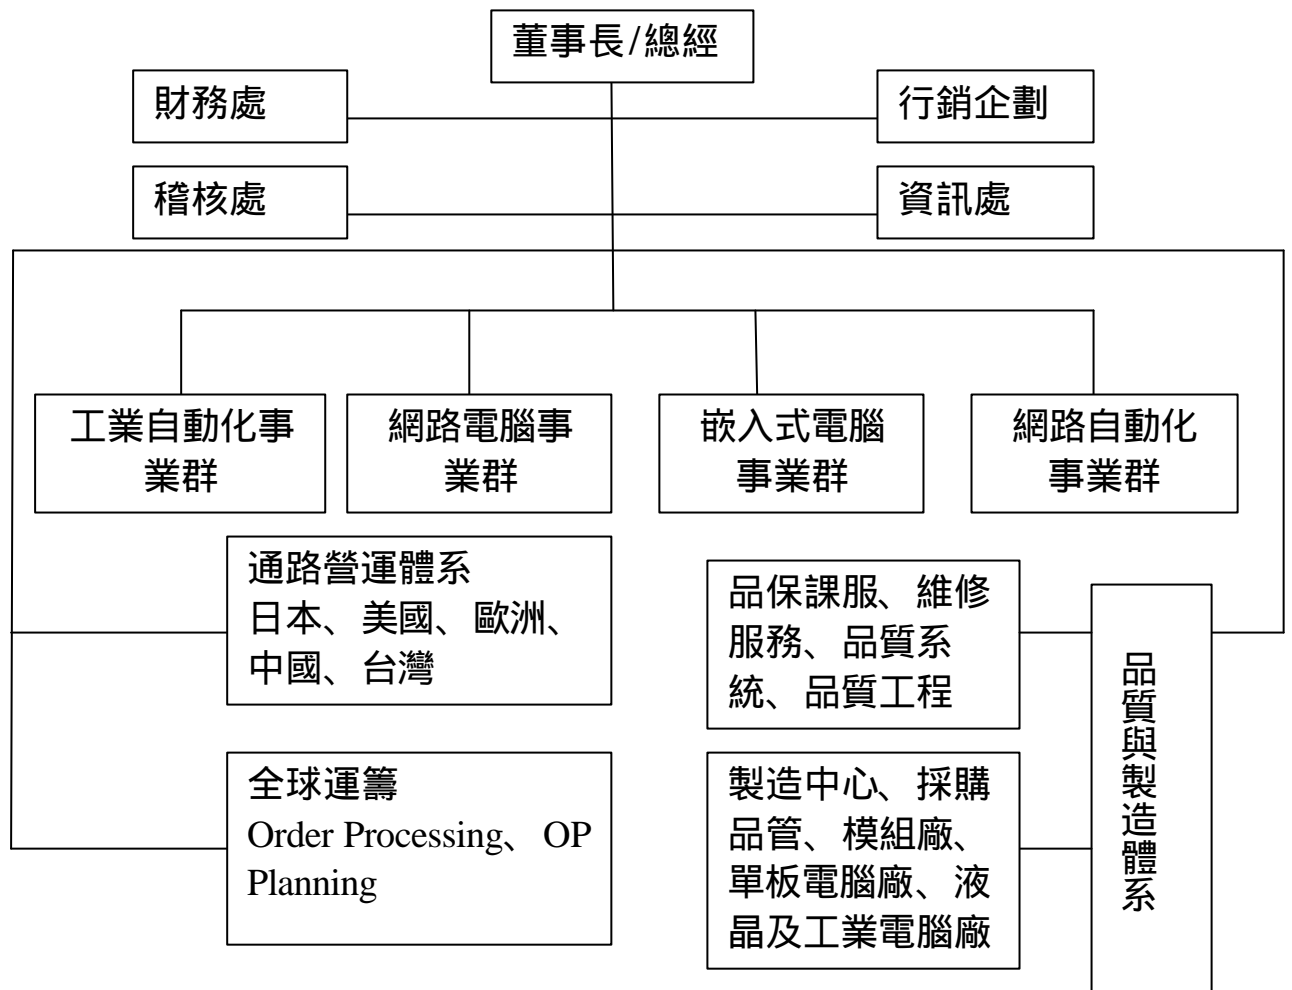 董事長/總經
財務處
行銷企劃
稽核處
資訊處
工業自動化事
業群
網路電腦事
業群
嵌入式電腦
事業群
網路自動化
事業群
通路營運體系
日本、美國、歐洲、
中國、台灣
品保課服、維修
服務、品質系
統、品質工程
品質與製造體系
全球運籌
Order Processing、OP
Planning
製造中心、採購
品管、模組廠、
單板電腦廠、液
晶及工業電腦廠